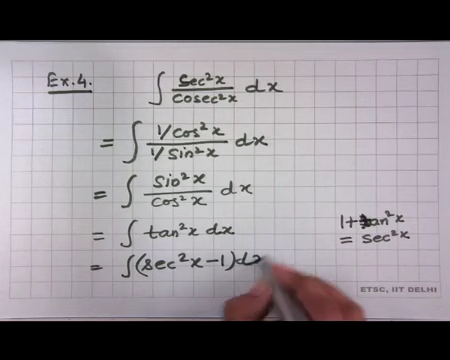 Ex.4. ∫ sec²x / cosec²x dx
= ∫ 1/cos²x / 1/sin²x dx
= ∫ sin²x / cos²x dx
= ∫ tan²x dx
1+tan²x
= sec²x
= ∫(sec²x−1)dx
ETSC, IIT DELHI